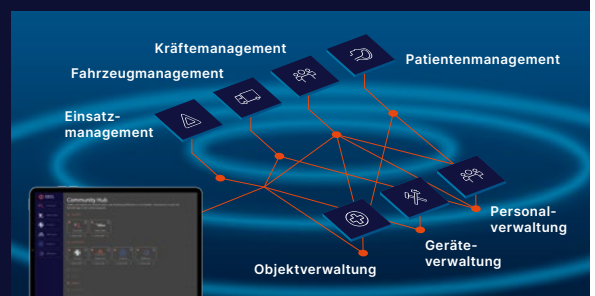 Kräftemanagement
Patientenmanagement
Fahrzeugmanagement
Einsatz-
management
Community Hub
Personal-
verwaltung
Geräte-
verwaltung
Objektverwaltung